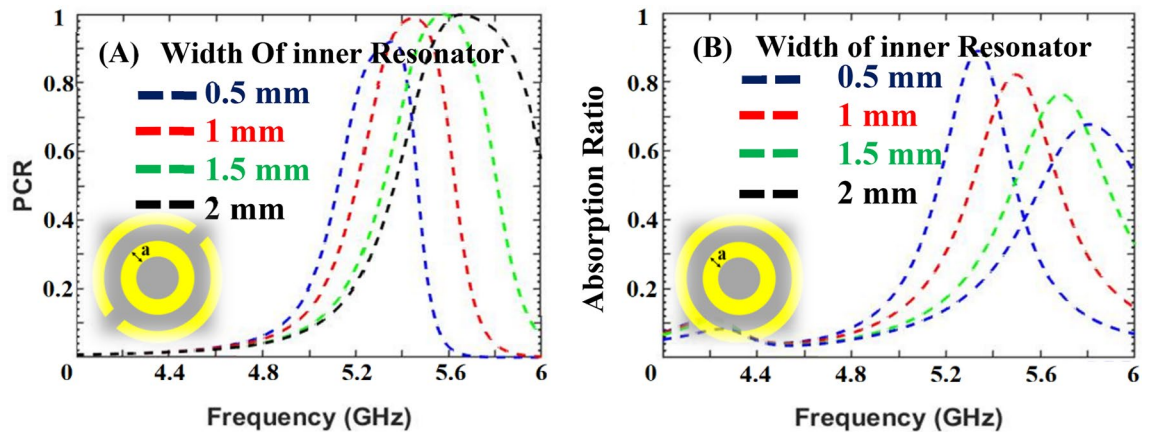 (A) Width Of inner Resonator
0.5 mm
1 mm
1.5 mm
2 mm
a
PCR
1
0.8
0.6
0.4
0.2
0
0 4.4 4.8 5.2 5.6 6
Frequency (GHz)
(B) Width of inner Resonator
0.5 mm
1 mm
1.5 mm
2 mm
a
Absorption Ratio
1
0.8
0.6
0.4
0.2
0 4.4 4.8 5.2 5.6 6
Frequency (GHz)